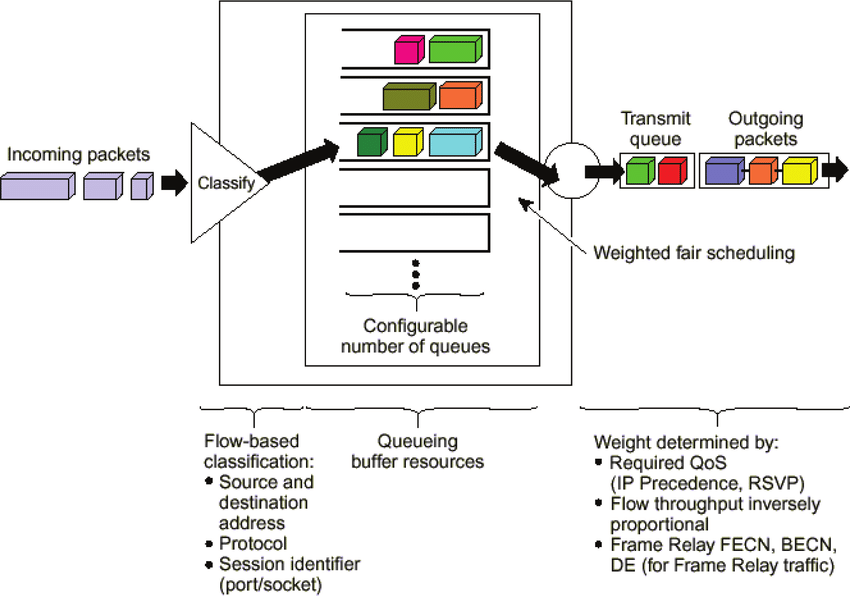 Incoming packets
Classify
Transmit
queue
Outgoing
packets
Weighted fair scheduling
Configurable
number of queues
Flow-based
classification:
• Source and
destination
address
• Protocol
• Session identifier
(port/socket)
Queueing
buffer resources
Weight determined by:
• Required QoS
(IP Precedence, RSVP)
• Flow throughput inversely
proportional
• Frame Relay FECN, BECN,
DE (for Frame Relay traffic)